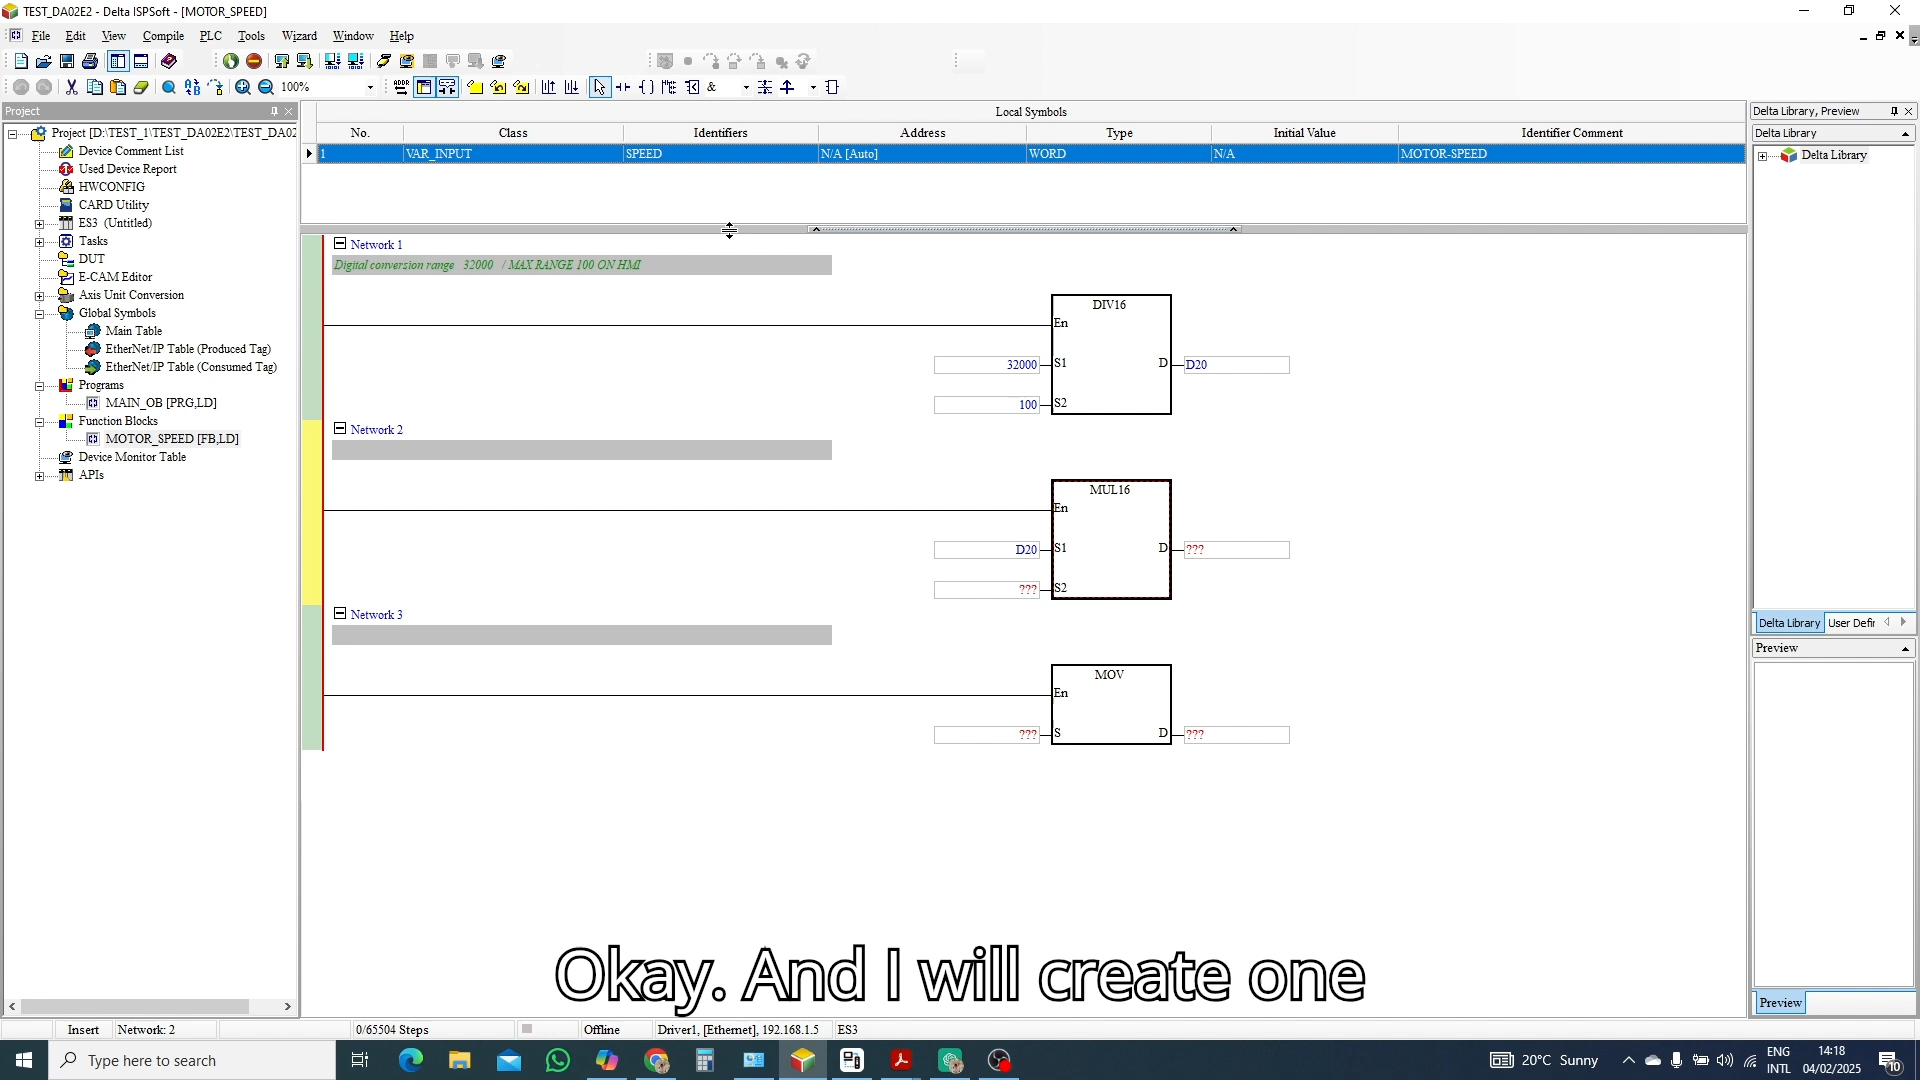 TEST_DA02E2 - Delta ISPSoft - [MOTOR_SPEED]
File Edit View Compile PLC Tools Wizard Window Help
100%
&
Project
Project [D:\TEST_1\TEST_DA02E2\TEST_DA02
Device Comment List
Used Device Report
HWCONFIG
CARD Utility
ES3 (Untitled)
Tasks
DUT
E-CAM Editor
Axis Unit Conversion
Global Symbols
Main Table
EtherNet/IP Table (Produced Tag)
EtherNet/IP Table (Consumed Tag)
Programs
MAIN_OB [PRG,LD]
Function Blocks
MOTOR_SPEED [FB,LD]
Device Monitor Table
APIs
Local Symbols
No. Class Identifiers Address Type Initial Value Identifier Comment
1 VAR_INPUT SPEED N/A [Auto] WORD N/A MOTOR-SPEED
Network 1
Digital conversion range 32000 / MAX RANGE 100 ON HMI
DIV16
En
32000 S1 D D20
100 S2
Network 2
MUL16
En
D20 S1 D ???
??? S2
Network 3
MOV
En
??? S D ???
Delta Library, Preview
Delta Library
Delta Library
Delta Library User Defir
Preview
Preview
Okay. And I will create one
Insert Network: 2 0/65504 Steps Offline Driver1, [Ethernet], 192.168.1.5 ES3
Type here to search
20°C Sunny
ENG
INTL
14:18
04/02/2025
10